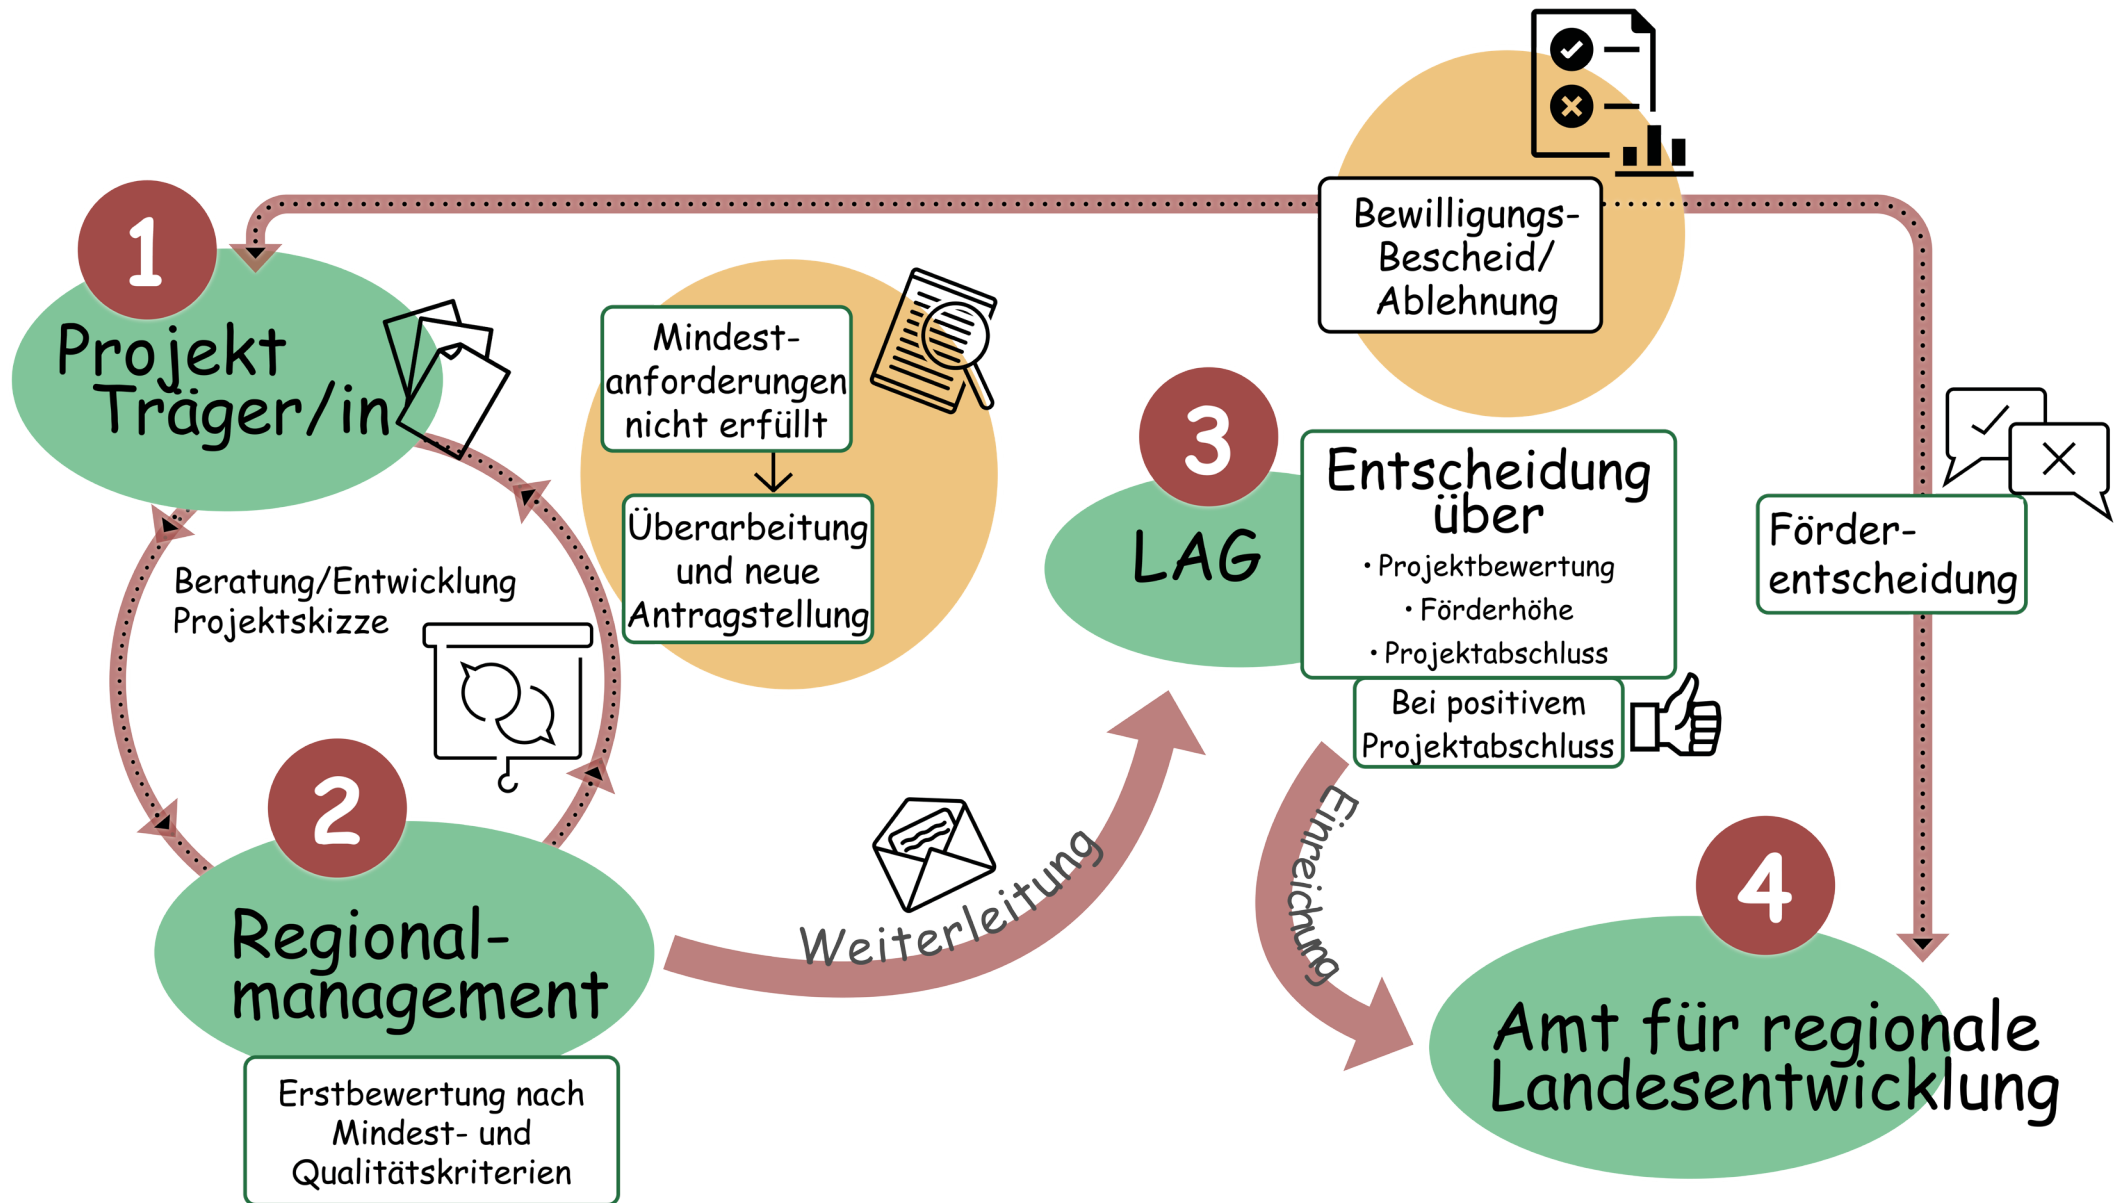 1
Projekt
Träger/in
Beratung/Entwicklung
Projektskizze
2
Regional-
management
Erstbewertung nach
Mindest- und
Qualitätskriterien
Mindest-
anforderungen
nicht erfüllt
Überarbeitung
und neue
Antragstellung
Weiterleitung
3
LAG
Entscheidung
über
• Projektbewertung
• Förderhöhe
• Projektabschluss
Bei positivem
Projektabschluss
Einreichung
4
Amt für regionale
Landesentwicklung
Förder-
entscheidung
Bewilligungs-
Bescheid/
Ablehnung